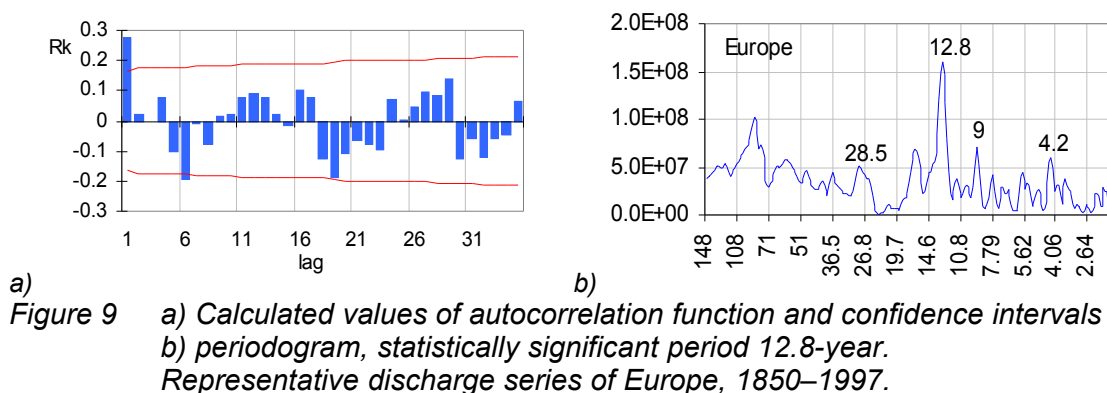 0.3
Rk
0.2
0.1
0
-0.1
-0.2
-0.3
1 6 11 16 21 26 31
lag
a)
2.0E+08
1.5E+08
1.0E+08
5.0E+07
0.0E+00
Europe
12.8
28.5
9
4.2
148 108 71 51 36.5 26.8 19.7 14.6 10.8 7.79 5.62 4.06 2.64
b)
Figure 9 a) Calculated values of autocorrelation function and confidence intervals
b) periodogram, statistically significant period 12.8-year.
Representative discharge series of Europe, 1850–1997.